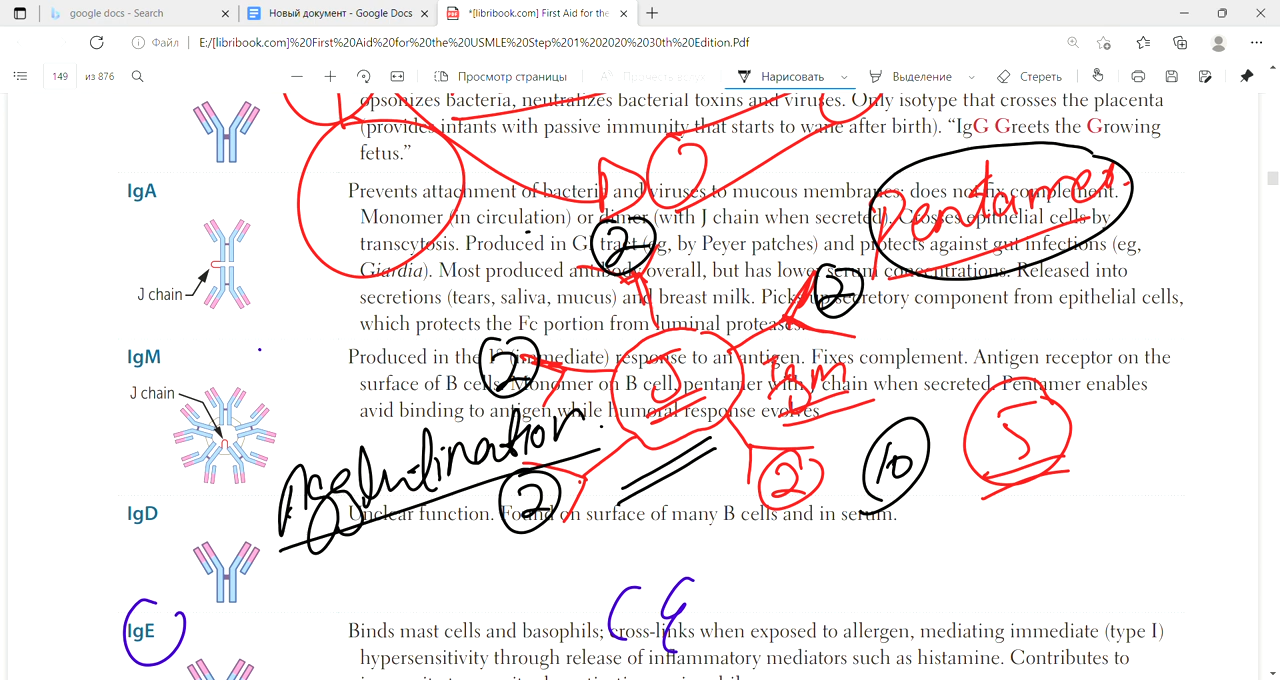 google docs - Search
Новый документ - Google Docs
*[libribook.com] First Aid for the
Файл
E:/[libribook.com]%20First%20Aid%20for%20the%20USMLE%20Step%201%202020%2030th%20Edition.Pdf
149 из 876
Просмотр страницы
Прочесть вслух
Нарисовать
Выделение
Стереть
opsonizes bacteria, neutralizes bacterial toxins and viruses. Only isotype that crosses the placenta
(provides infants with passive immunity that starts to wane after birth). “IgG Greets the Growing
fetus.”
IgA
Prevents attachment of bacteria and viruses to mucous membranes; does not fix complement.
Monomer (in circulation) or dimer (with J chain when secreted). Crosses epithelial cells by
transcytosis. Produced in GI tract (eg, by Peyer patches) and protects against gut infections (eg,
Giardia). Most produced antibody overall, but has lower serum concentrations. Released into
secretions (tears, saliva, mucus) and breast milk. Picks up secretory component from epithelial cells,
which protects the Fc portion from luminal proteases.
J chain
Pentamer.
2
2
IgM
Produced in the 1° (immediate) response to an antigen. Fixes complement. Antigen receptor on the
surface of B cells. Monomer on B cell, pentamer with J chain when secreted. Pentamer enables
avid binding to antigen while humoral response evolves.
J chain
2
J
IgM
5
Agglutination.
10
2
2
IgD
Unclear function. Found on surface of many B cells and in serum.
IgE
Binds mast cells and basophils; cross-links when exposed to allergen, mediating immediate (type I)
hypersensitivity through release of inflammatory mediators such as histamine. Contributes to